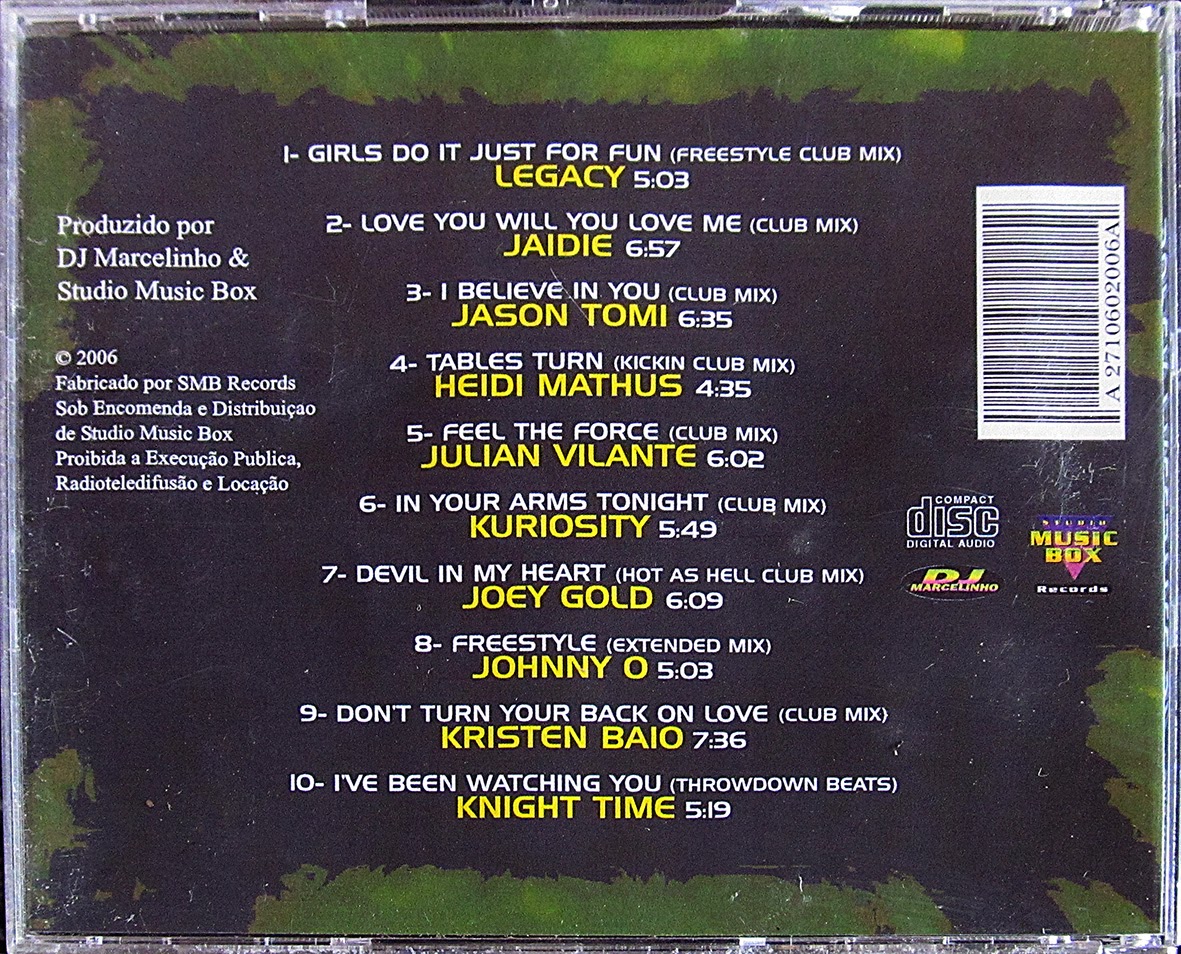 1- GIRLS DO IT JUST FOR FUN (FREESTYLE CLUB MIX)
LEGACY 5:03
2- LOVE YOU WILL YOU LOVE ME (CLUB MIX)
JAIDIE 6:57
3- I BELIEVE IN YOU (CLUB MIX)
JASON TOMI 6:35
4- TABLES TURN (KICKIN CLUB MIX)
HEIDI MATHUS 4:35
5- FEEL THE FORCE (CLUB MIX)
JULIAN VILANTE 6:02
6- IN YOUR ARMS TONIGHT (CLUB MIX)
KURIOSITY 5:49
7- DEVIL IN MY HEART (HOT AS HELL CLUB MIX)
JOEY GOLD 6:09
8- FREESTYLE (EXTENDED MIX)
JOHNNY O 5:03
9- DON'T TURN YOUR BACK ON LOVE (CLUB MIX)
KRISTEN BAIO 7:36
10- I'VE BEEN WATCHING YOU (THROWDOWN BEATS)
KNIGHT TIME 5:19
Produzido por
DJ Marcelinho &
Studio Music Box
© 2006
Fabricado por SMB Records
Sob Encomenda e Distribuiçao
de Studio Music Box
Proibida a Execução Publica,
Radioteledifusão e Locação
A 2710602006A
COMPACT
disc
DIGITAL AUDIO
DJ
MARCELINHO
STUDIO
MUSIC
BOX
Records